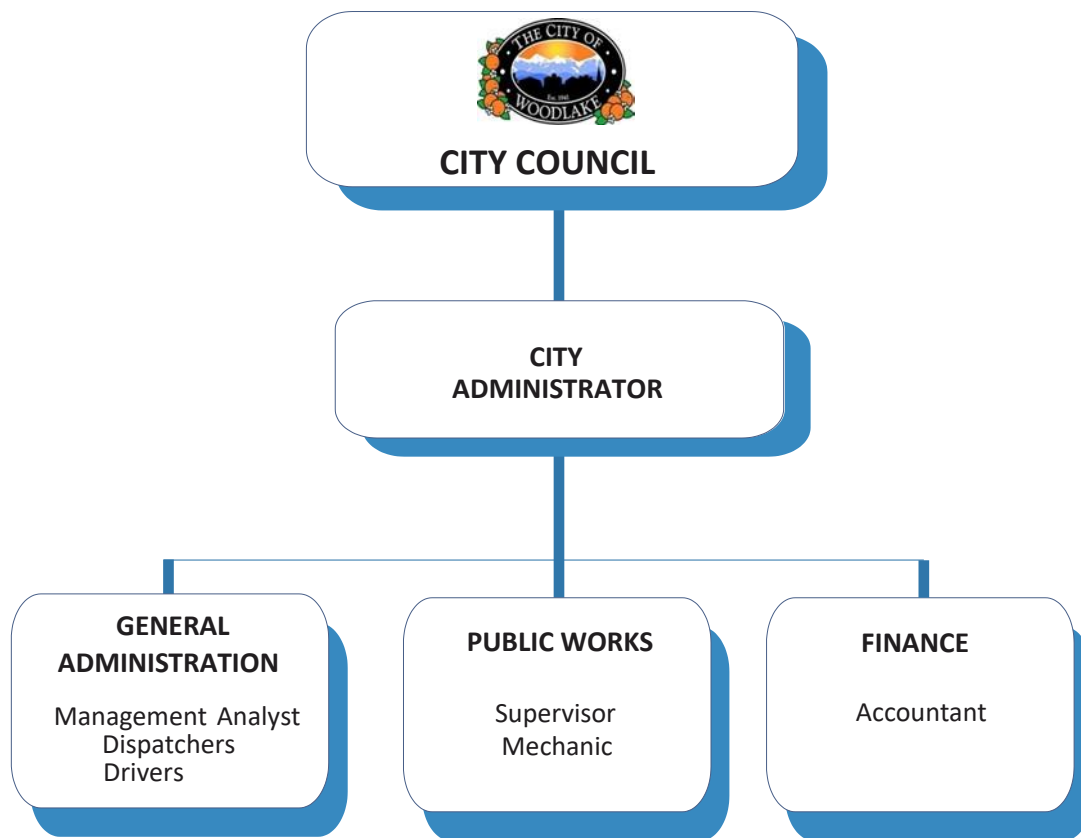 THE CITY OF
Est. 1941
WOODLAKE
CITY COUNCIL
CITY
ADMINISTRATOR
GENERAL
ADMINISTRATION
Management Analyst
Dispatchers
Drivers
PUBLIC WORKS
Supervisor
Mechanic
FINANCE
Accountant